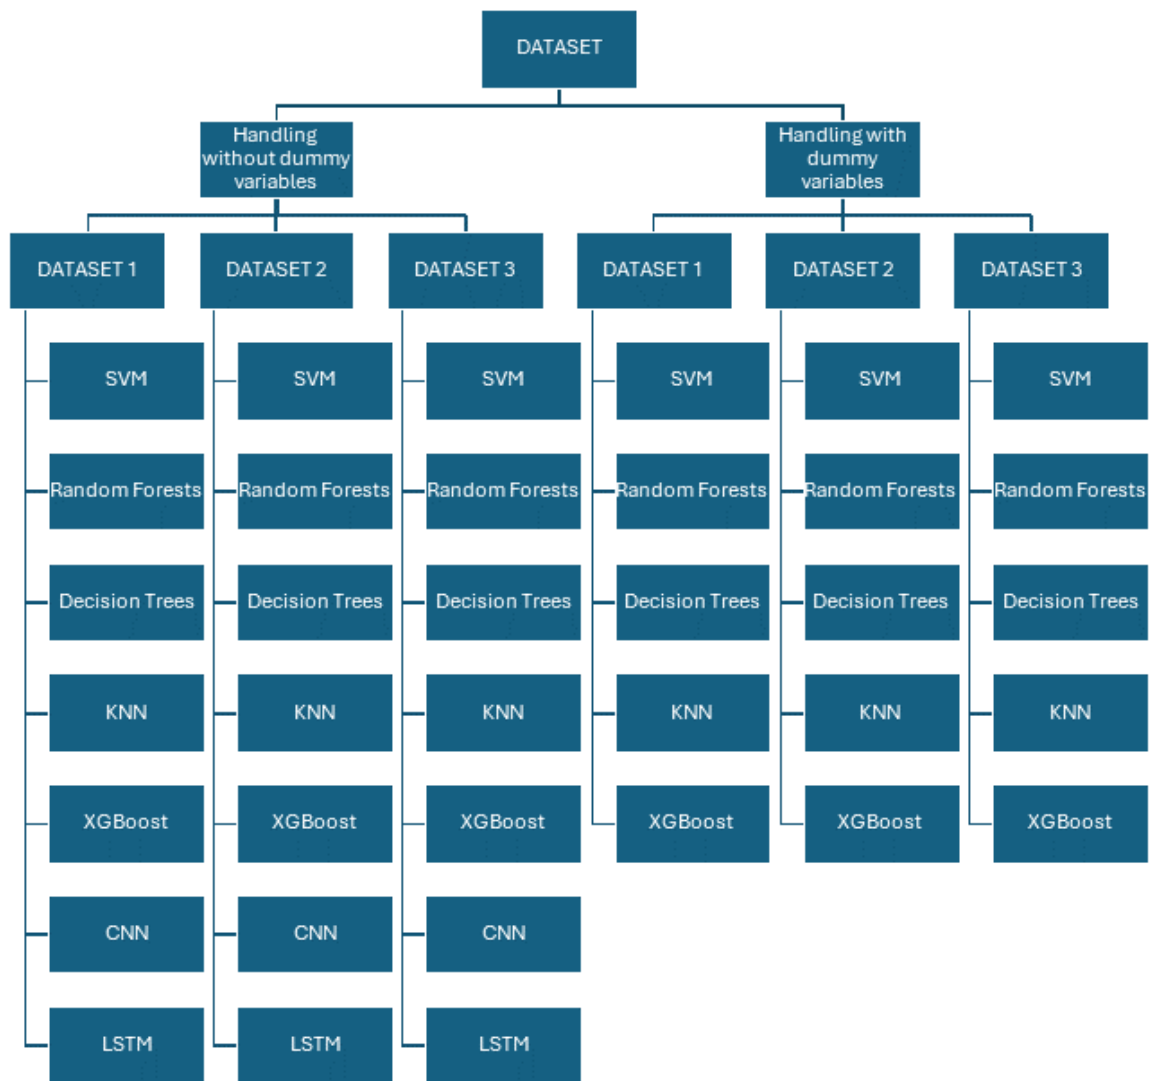 DATASET
Handling
without dummy
variables
Handling with
dummy
variables
DATASET 1
DATASET 2
DATASET 3
DATASET 1
DATASET 2
DATASET 3
SVM
SVM
SVM
SVM
SVM
SVM
Random Forests
Random Forests
Random Forests
Random Forests
Random Forests
Random Forests
Decision Trees
Decision Trees
Decision Trees
Decision Trees
Decision Trees
Decision Trees
KNN
KNN
KNN
KNN
KNN
KNN
XGBoost
XGBoost
XGBoost
XGBoost
XGBoost
XGBoost
CNN
CNN
CNN
LSTM
LSTM
LSTM